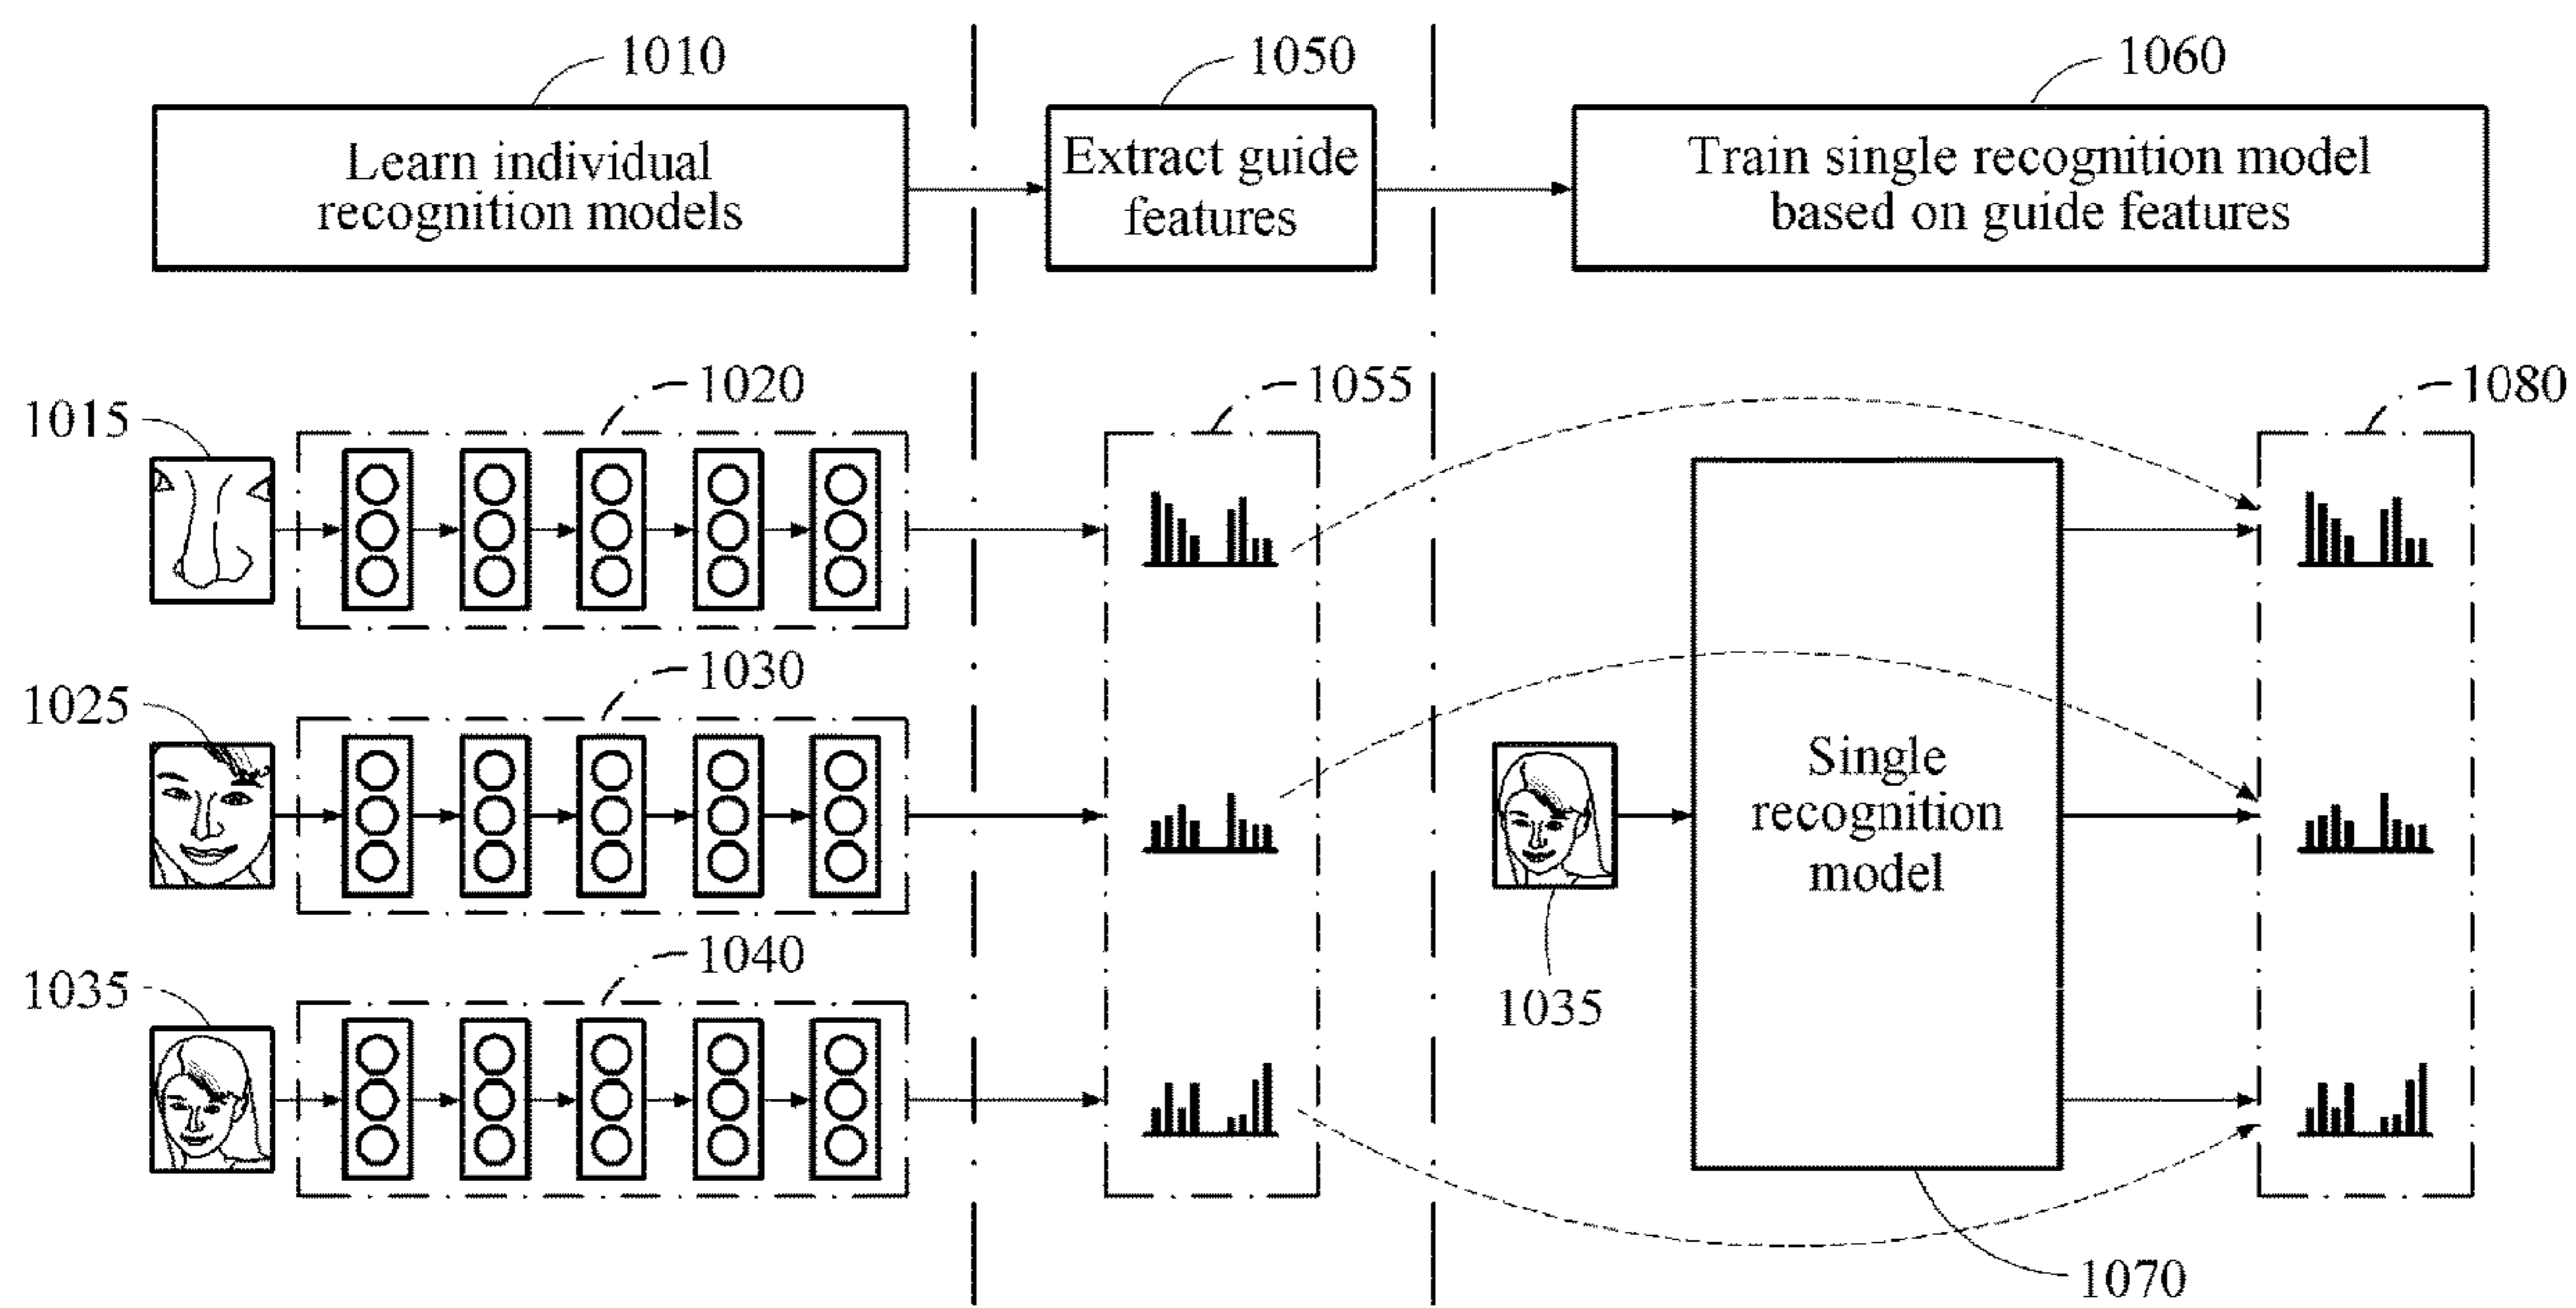 1010
1050
1060
Learn individual
recognition models
Extract guide
features
Train single recognition model
based on guide features
1015
1020
1055
1080
1025
1030
Single
recognition
model
1035
1040
1035
1070